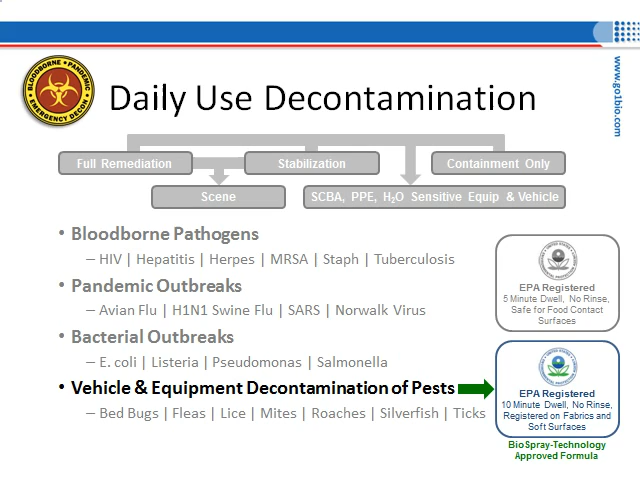 BLOODBORNE • PANDEMIC
EMERGENCY DECON
www.go1bio.com
Daily Use Decontamination
Full Remediation
Stabilization
Containment Only
Scene
SCBA, PPE, H₂O Sensitive Equip & Vehicle
• Bloodborne Pathogens
– HIV | Hepatitis | Herpes | MRSA | Staph | Tuberculosis
• Pandemic Outbreaks
– Avian Flu | H1N1 Swine Flu | SARS | Norwalk Virus
• Bacterial Outbreaks
– E. coli | Listeria | Pseudomonas | Salmonella
• Vehicle & Equipment Decontamination of Pests
– Bed Bugs | Fleas | Lice | Mites | Roaches | Silverfish | Ticks
EPA Registered
5 Minute Dwell, No Rinse,
Safe for Food Contact
Surfaces
EPA Registered
10 Minute Dwell, No Rinse,
Registered on Fabrics and
Soft Surfaces
BioSpray-Technology
Approved Formula